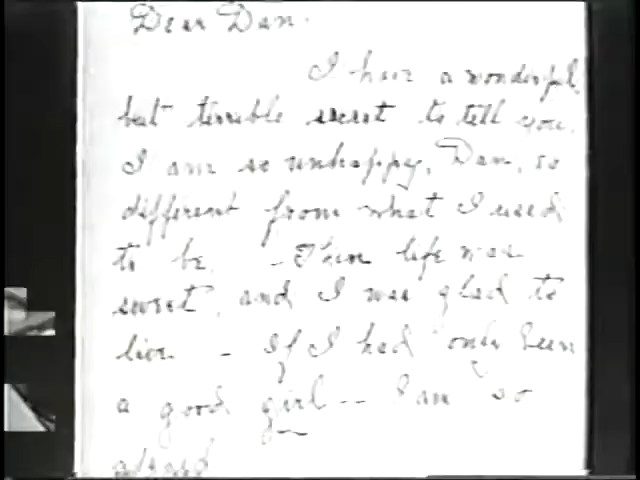 Dear Dan.
I have a wonderful,
but terrible secret to tell you.
I am so unhappy, Dan, so
different from what I used
to be. - Then life was
sweet, and I was glad to
live - If I had only been
a good girl -- I am so
afraid